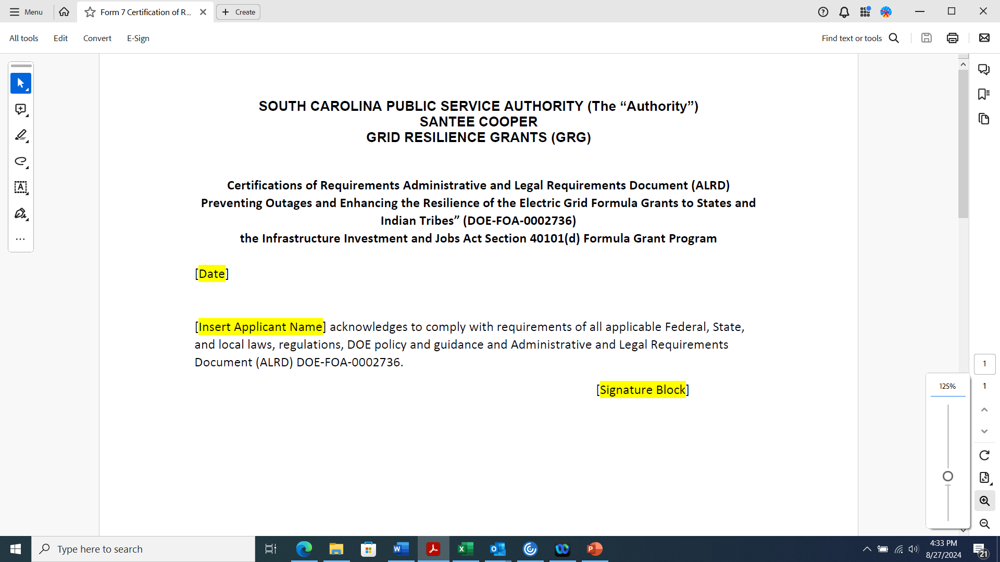 Menu
Form 7 Certification of R...
Create
All tools
Edit
Convert
E-Sign
Find text or tools
SOUTH CAROLINA PUBLIC SERVICE AUTHORITY (The “Authority”)
SANTEE COOPER
GRID RESILIENCE GRANTS (GRG)
Certifications of Requirements Administrative and Legal Requirements Document (ALRD)
Preventing Outages and Enhancing the Resilience of the Electric Grid Formula Grants to States and
Indian Tribes” (DOE-FOA-0002736)
the Infrastructure Investment and Jobs Act Section 40101(d) Formula Grant Program
[Date]
[Insert Applicant Name] acknowledges to comply with requirements of all applicable Federal, State,
and local laws, regulations, DOE policy and guidance and Administrative and Legal Requirements
Document (ALRD) DOE-FOA-0002736.
[Signature Block]
1
125%
1
Type here to search
4:33 PM
8/27/2024
21